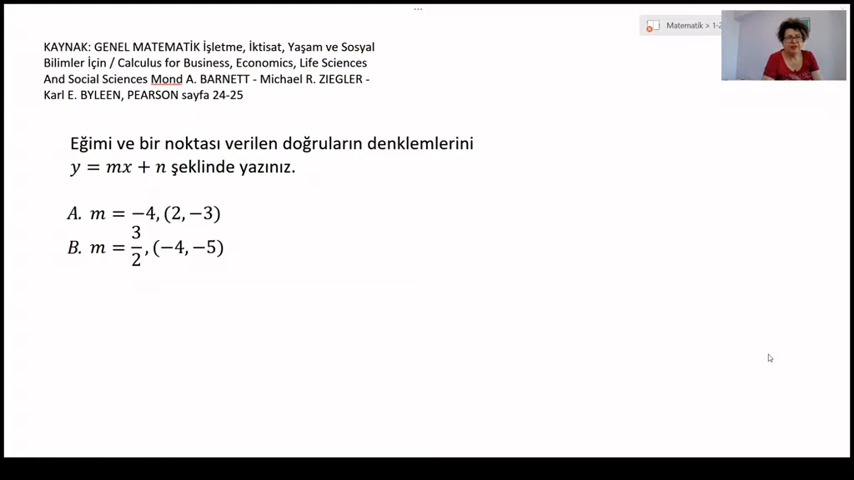 Matematik > 1-2
KAYNAK: GENEL MATEMATİK İşletme, İktisat, Yaşam ve Sosyal
Bilimler İçin / Calculus for Business, Economics, Life Sciences
And Social Sciences Mond A. BARNETT - Michael R. ZIEGLER -
Karl E. BYLEEN, PEARSON sayfa 24-25
Eğimi ve bir noktası verilen doğruların denklemlerini
y = mx + n şeklinde yazınız.
A. m = −4, (2, −3)
B. m = 3/2, (−4, −5)